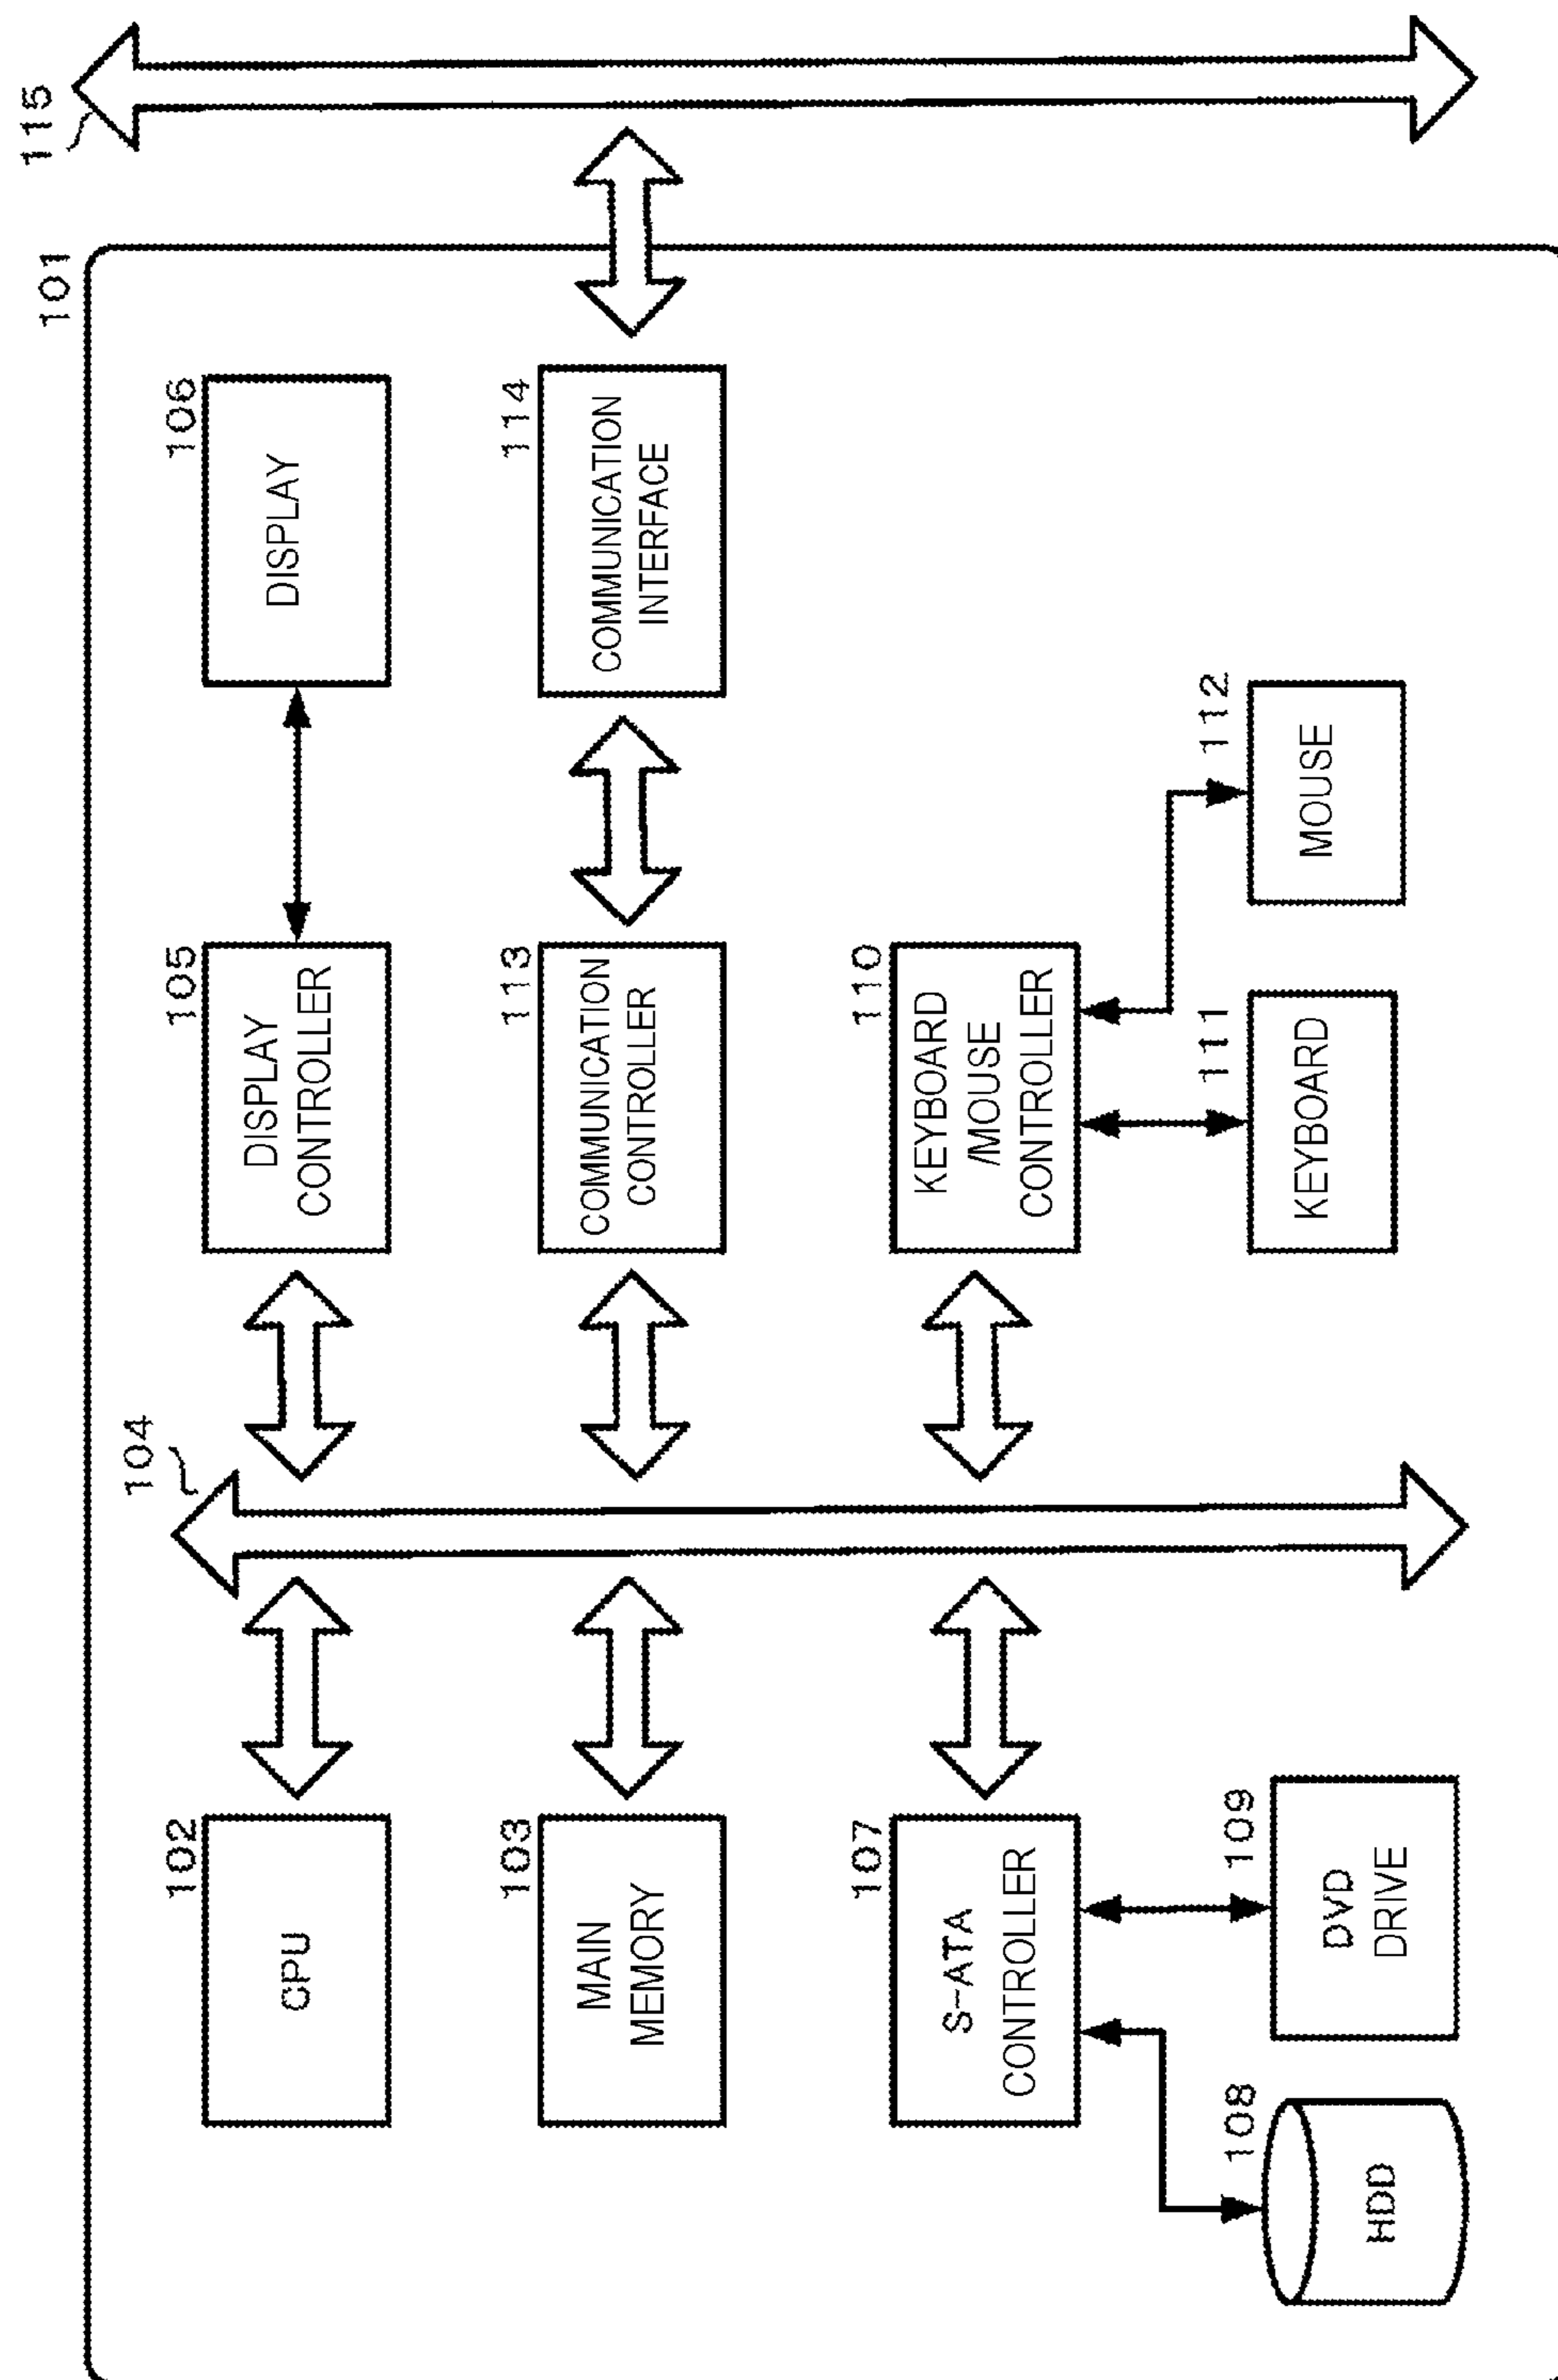 101
115
104
102
CPU
105
DISPLAY
CONTROLLER
106
DISPLAY
103
MAIN
MEMORY
113
COMMUNICATION
CONTROLLER
114
COMMUNICATION
INTERFACE
107
S-ATA
CONTROLLER
110
KEYBOARD
/MOUSE
CONTROLLER
108
HDD
109
DVD
DRIVE
111
KEYBOARD
112
MOUSE